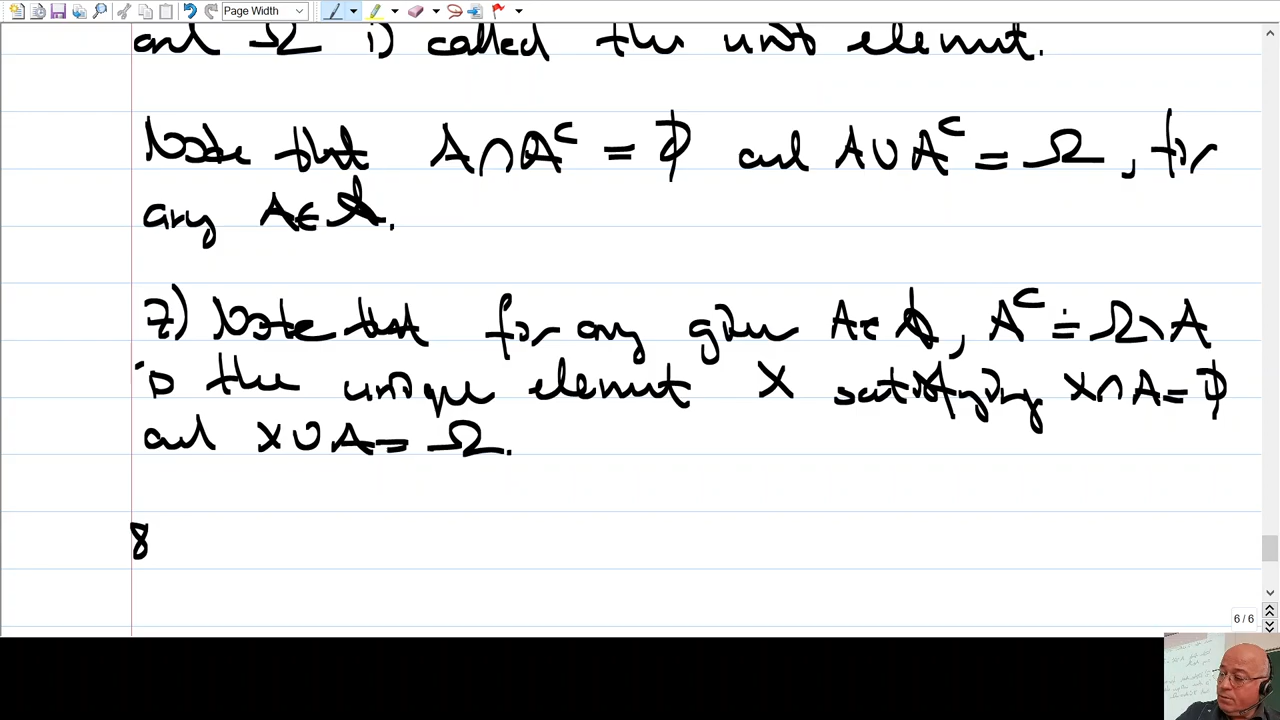 Page Width
and Ω is called the unit element.
Note that A∩A^c = ∅ and A∪A^c = Ω, for
any A∈𝒜.
7) Note that for any given A∈𝒜, A^c ≐ Ω∖A
is the unique element X satisfying X∩A=∅
and X∪A=Ω.
8
6 / 6